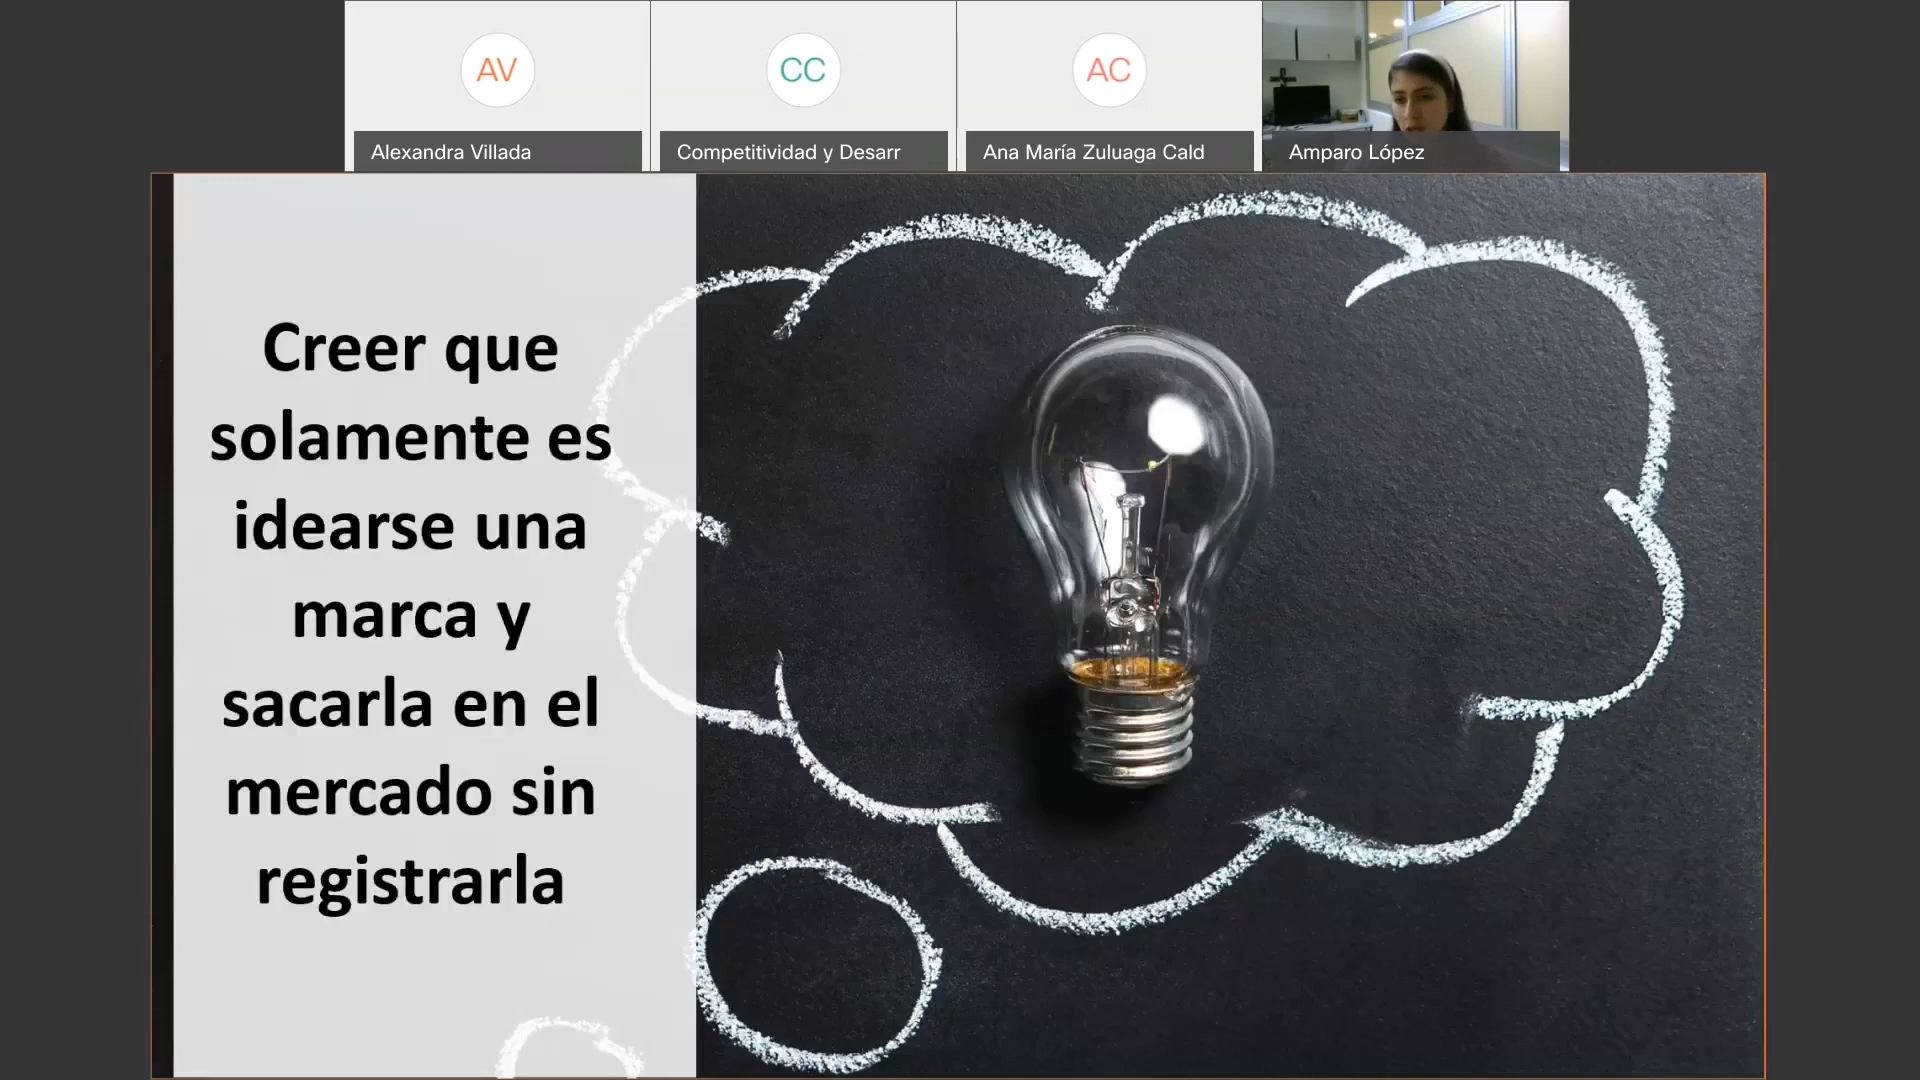 AV
CC
AC
Alexandra Villada
Competitividad y Desarr
Ana María Zuluaga Cald
Amparo López
Creer que
solamente es
idearse una
marca y
sacarla en el
mercado sin
registrarla